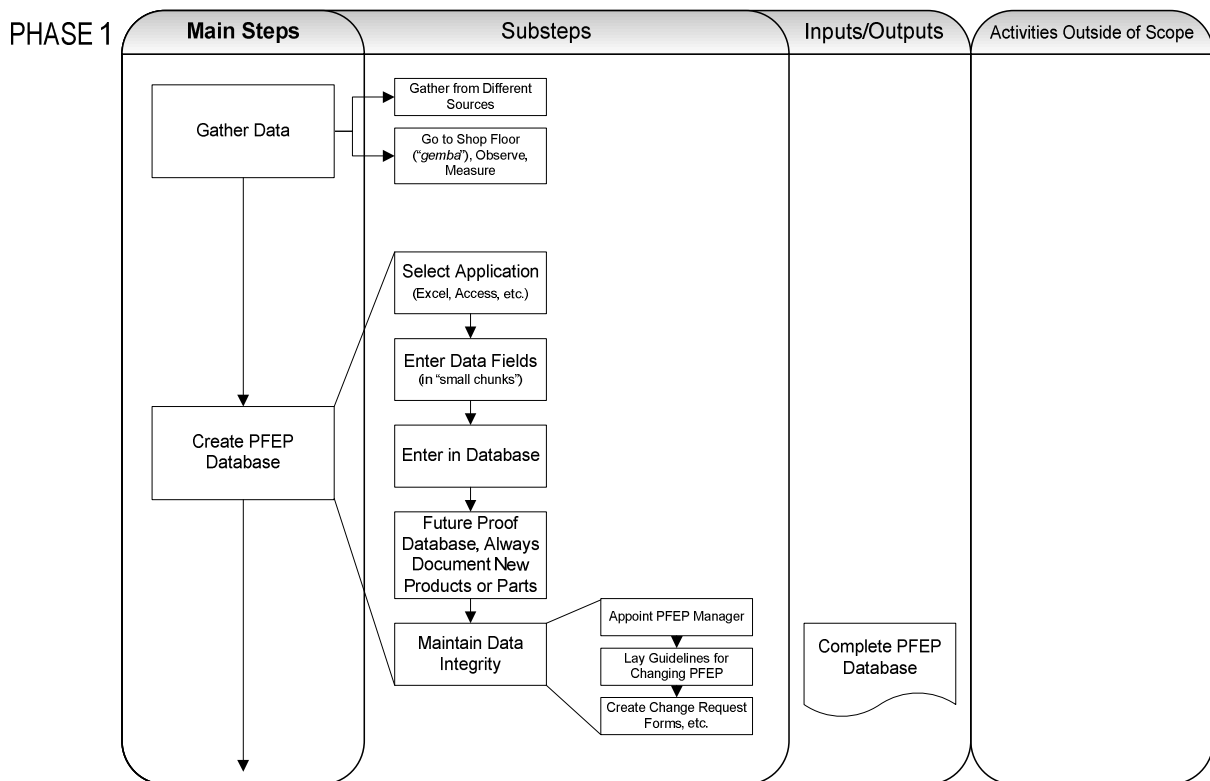 PHASE 1
Main Steps
Substeps
Inputs/Outputs
Activities Outside of Scope
Gather Data
Gather from Different
Sources
Go to Shop Floor
("gemba"), Observe,
Measure
Select Application
(Excel, Access, etc.)
Enter Data Fields
(in "small chunks")
Create PFEP
Database
Enter in Database
Future Proof
Database, Always
Document New
Products or Parts
Maintain Data
Integrity
Appoint PFEP Manager
Lay Guidelines for
Changing PFEP
Create Change Request
Forms, etc.
Complete PFEP
Database